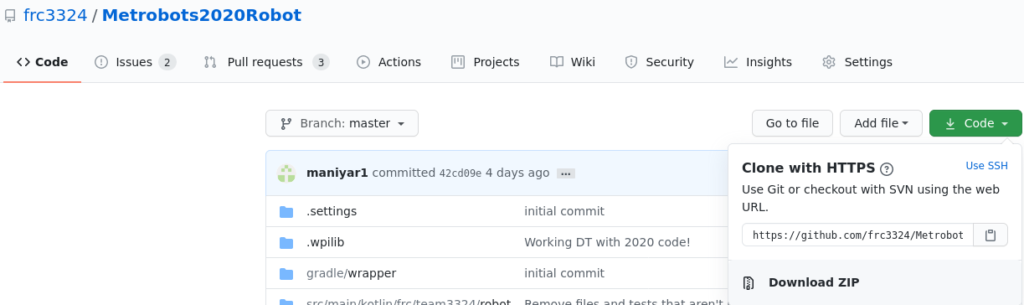 frc3324 / Metrobots2020Robot
Code Issues 2 Pull requests 3 Actions Projects Wiki Security Insights Settings
Branch: master Go to file Add file Code
maniyar1 committed 42cd09e 4 days ago ...
Clone with HTTPS ? Use SSH
Use Git or checkout with SVN using the web
URL.
https://github.com/frc3324/Metrobot
Download ZIP
.settings initial commit
.wpilib Working DT with 2020 code!
gradle/wrapper initial commit
src/main/kotlin/frc/team3324/robot Remove files and tests that aren't